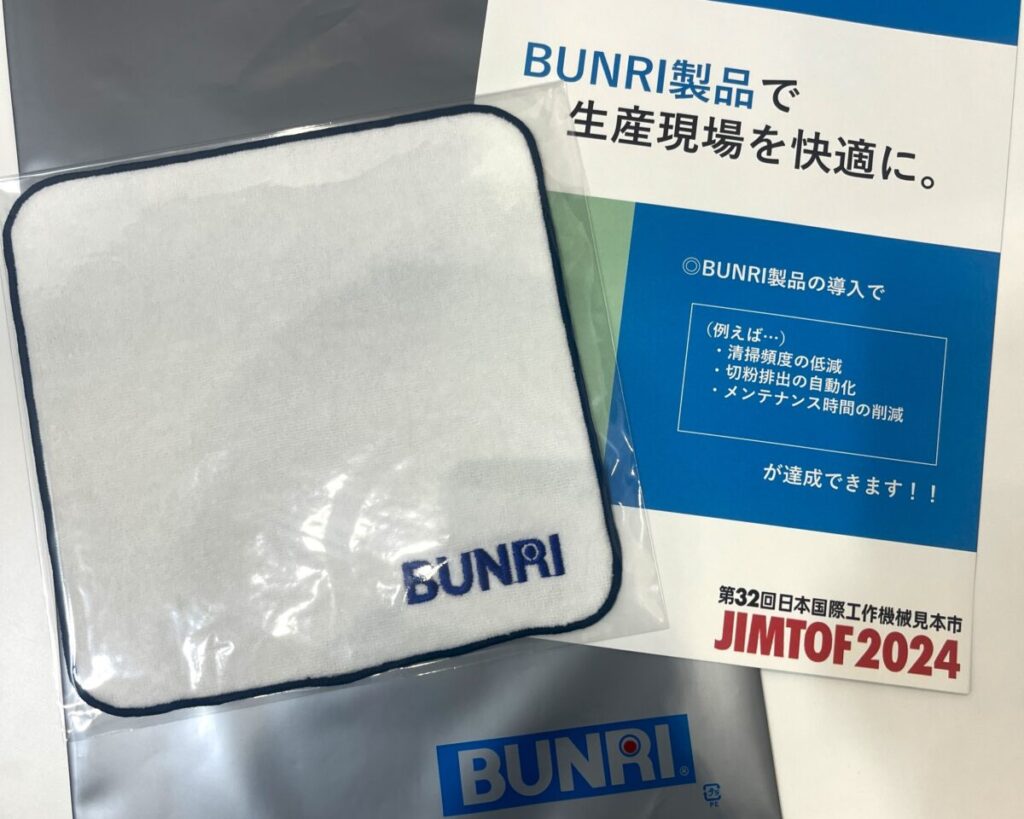 BUNRI製品で
生産現場を快適に。
◎BUNRI製品の導入で
(例えば…)
・清掃頻度の低減
・切粉排出の自動化
・メンテナンス時間の削減
が達成できます！！
第32回日本国際工作機械見本市
JIMTOF2024
BUNRI
BUNRI®
プラ
PE